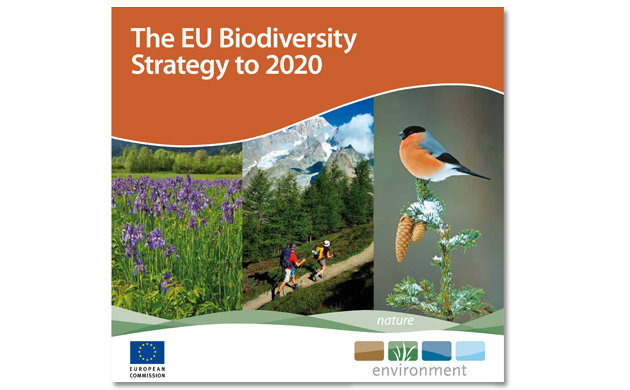 The EU Biodiversity
Strategy to 2020
nature
EUROPEAN
COMMISSION
environment